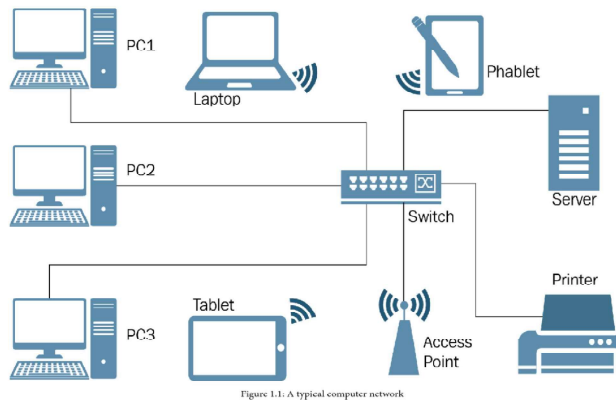 PC1
Laptop
Phablet
PC2
Switch
Server
PC3
Tablet
Access
Point
Printer
Figure 1.1: A typical computer network